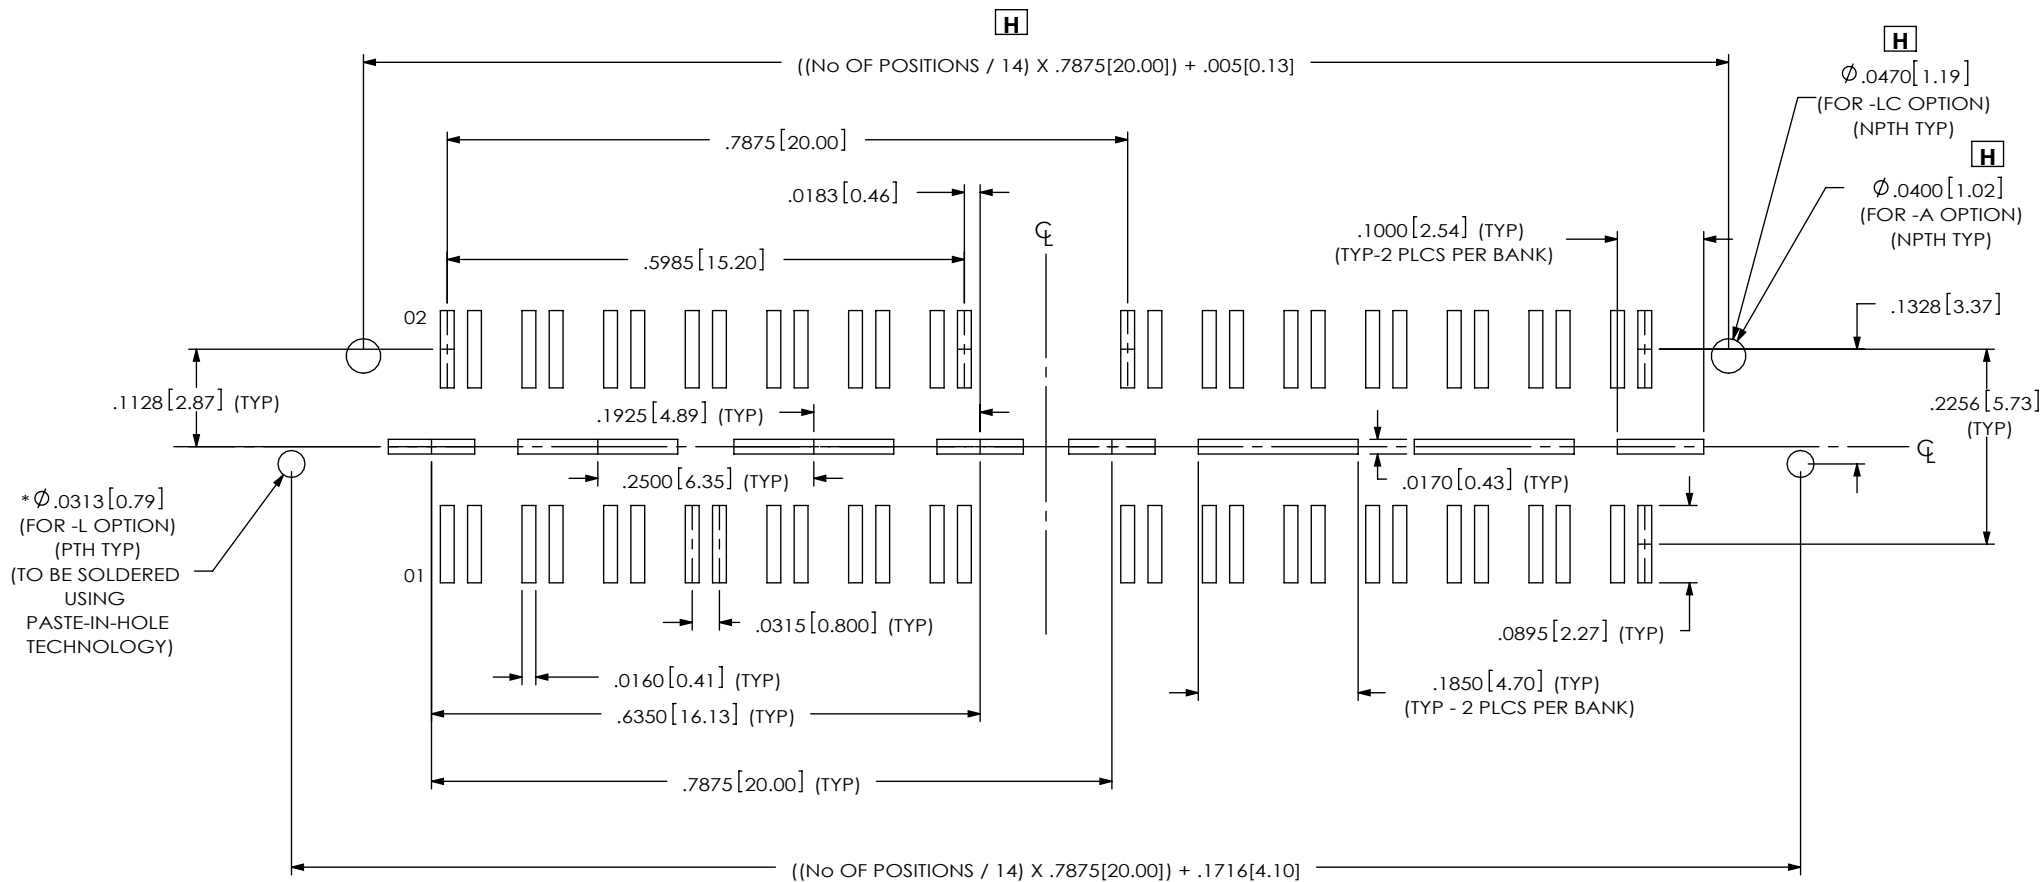 H
((No OF POSITIONS / 14) X .7875[20.00]) + .005[0.13]
H
Ø.0470[1.19]
(FOR -LC OPTION)
(NPTH TYP)
.7875[20.00]
H
.0183[0.46]
Ø.0400[1.02]
(FOR -A OPTION)
(NPTH TYP)
℄
.1000[2.54] (TYP)
(TYP-2 PLCS PER BANK)
.5985[15.20]
.1328[3.37]
02
.1128[2.87] (TYP)
.1925[4.89] (TYP)
.2256[5.73]
(TYP)
℄
.2500[6.35] (TYP)
.0170[0.43] (TYP)
*Ø.0313[0.79]
(FOR -L OPTION)
(PTH TYP)
(TO BE SOLDERED
USING
PASTE-IN-HOLE
TECHNOLOGY)
01
.0315[0.800] (TYP)
.0895[2.27] (TYP)
.0160[0.41] (TYP)
.1850[4.70] (TYP)
(TYP - 2 PLCS PER BANK)
.6350[16.13] (TYP)
.7875[20.00] (TYP)
((No OF POSITIONS / 14) X .7875[20.00]) + .1716[4.10]